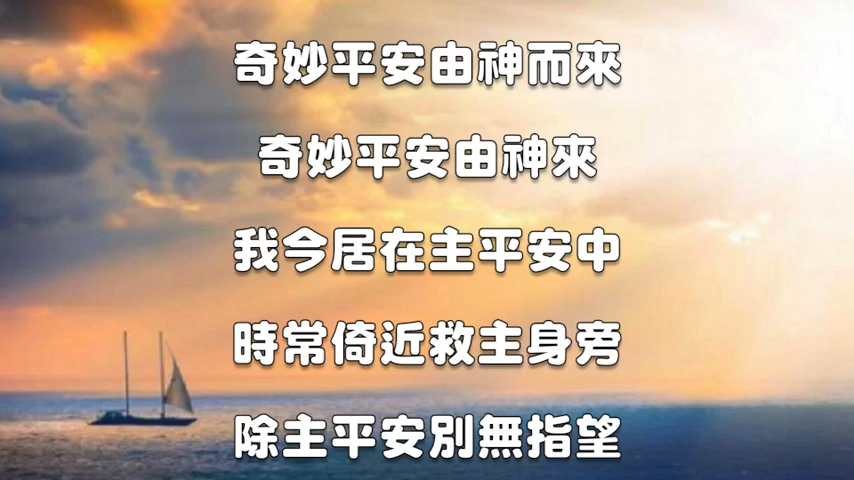 奇妙平安由神而來
奇妙平安由神來
我今居在主平安中
時常倚近救主身旁
除主平安別無指望